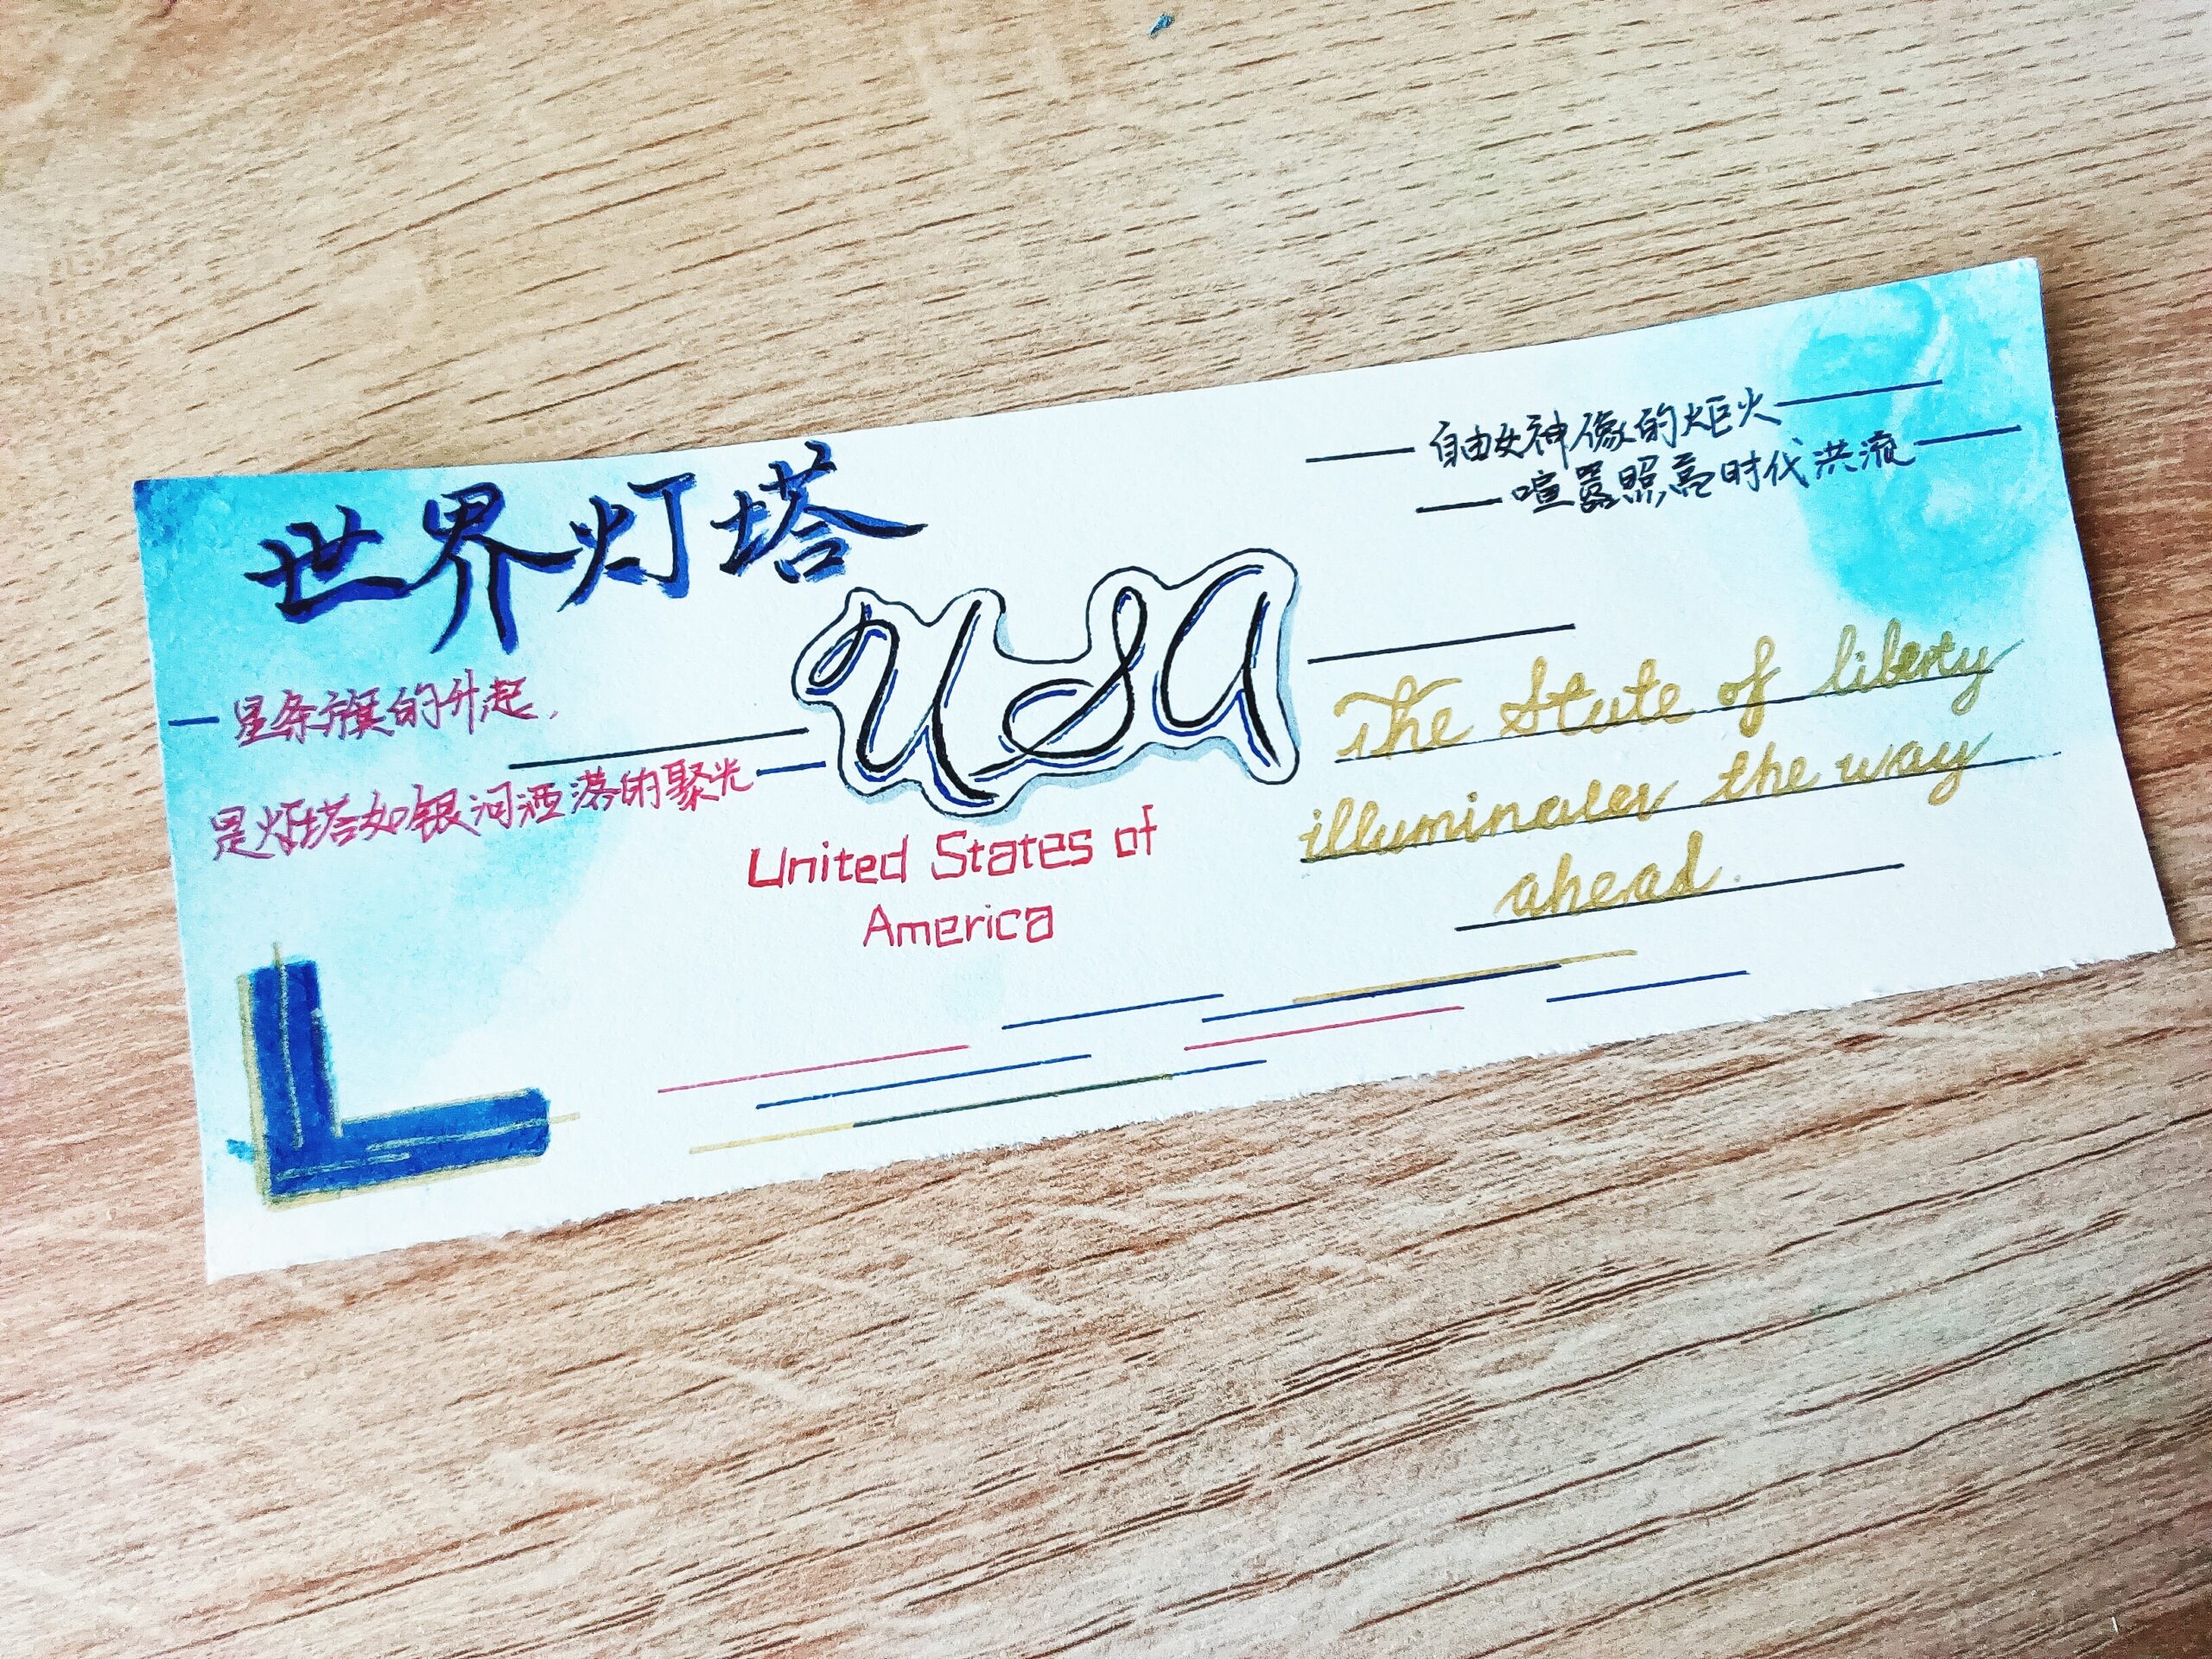 世界灯塔
星条旗的升起,
是灯塔如银河洒落的聚光
USA
United States of
America
自由女神像的炬火
喧嚣照亮时代洪流
The State of liberty
illuminates the way
ahead.